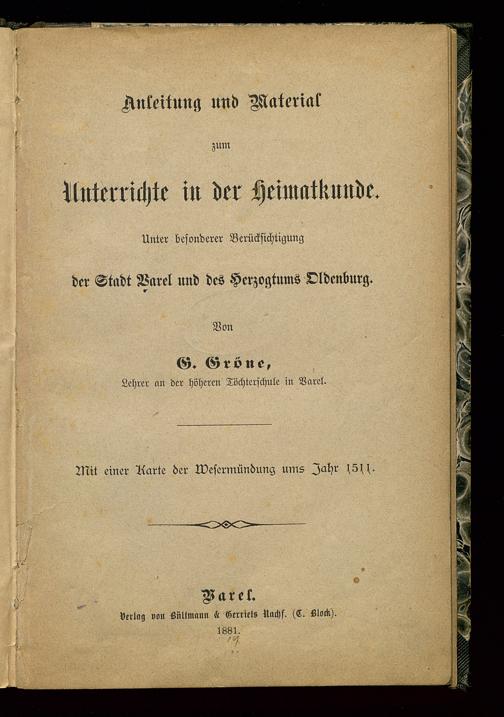 Anleitung und Material
zum
Unterrichte in der Heimatkunde.
Unter besonderer Berücksichtigung
der Stadt Varel und des Herzogtums Oldenburg.
Von
G. Gröne,
Lehrer an der höheren Töchterschule in Varel.
Mit einer Karte der Wesermündung ums Jahr 1511.
Varel.
Verlag von Bültmann & Gerriets Nachf. (C. Block).
1881.